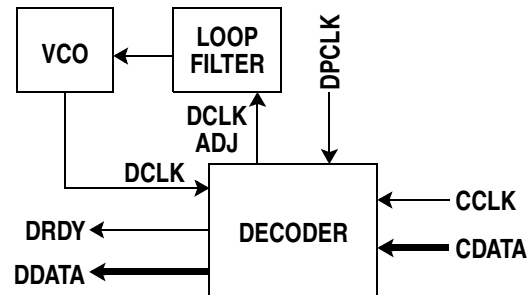 VCO
LOOP
FILTER
DPCLK
DCLK
ADJ
DCLK
DECODER
CCLK
CDATA
DRDY
DDATA